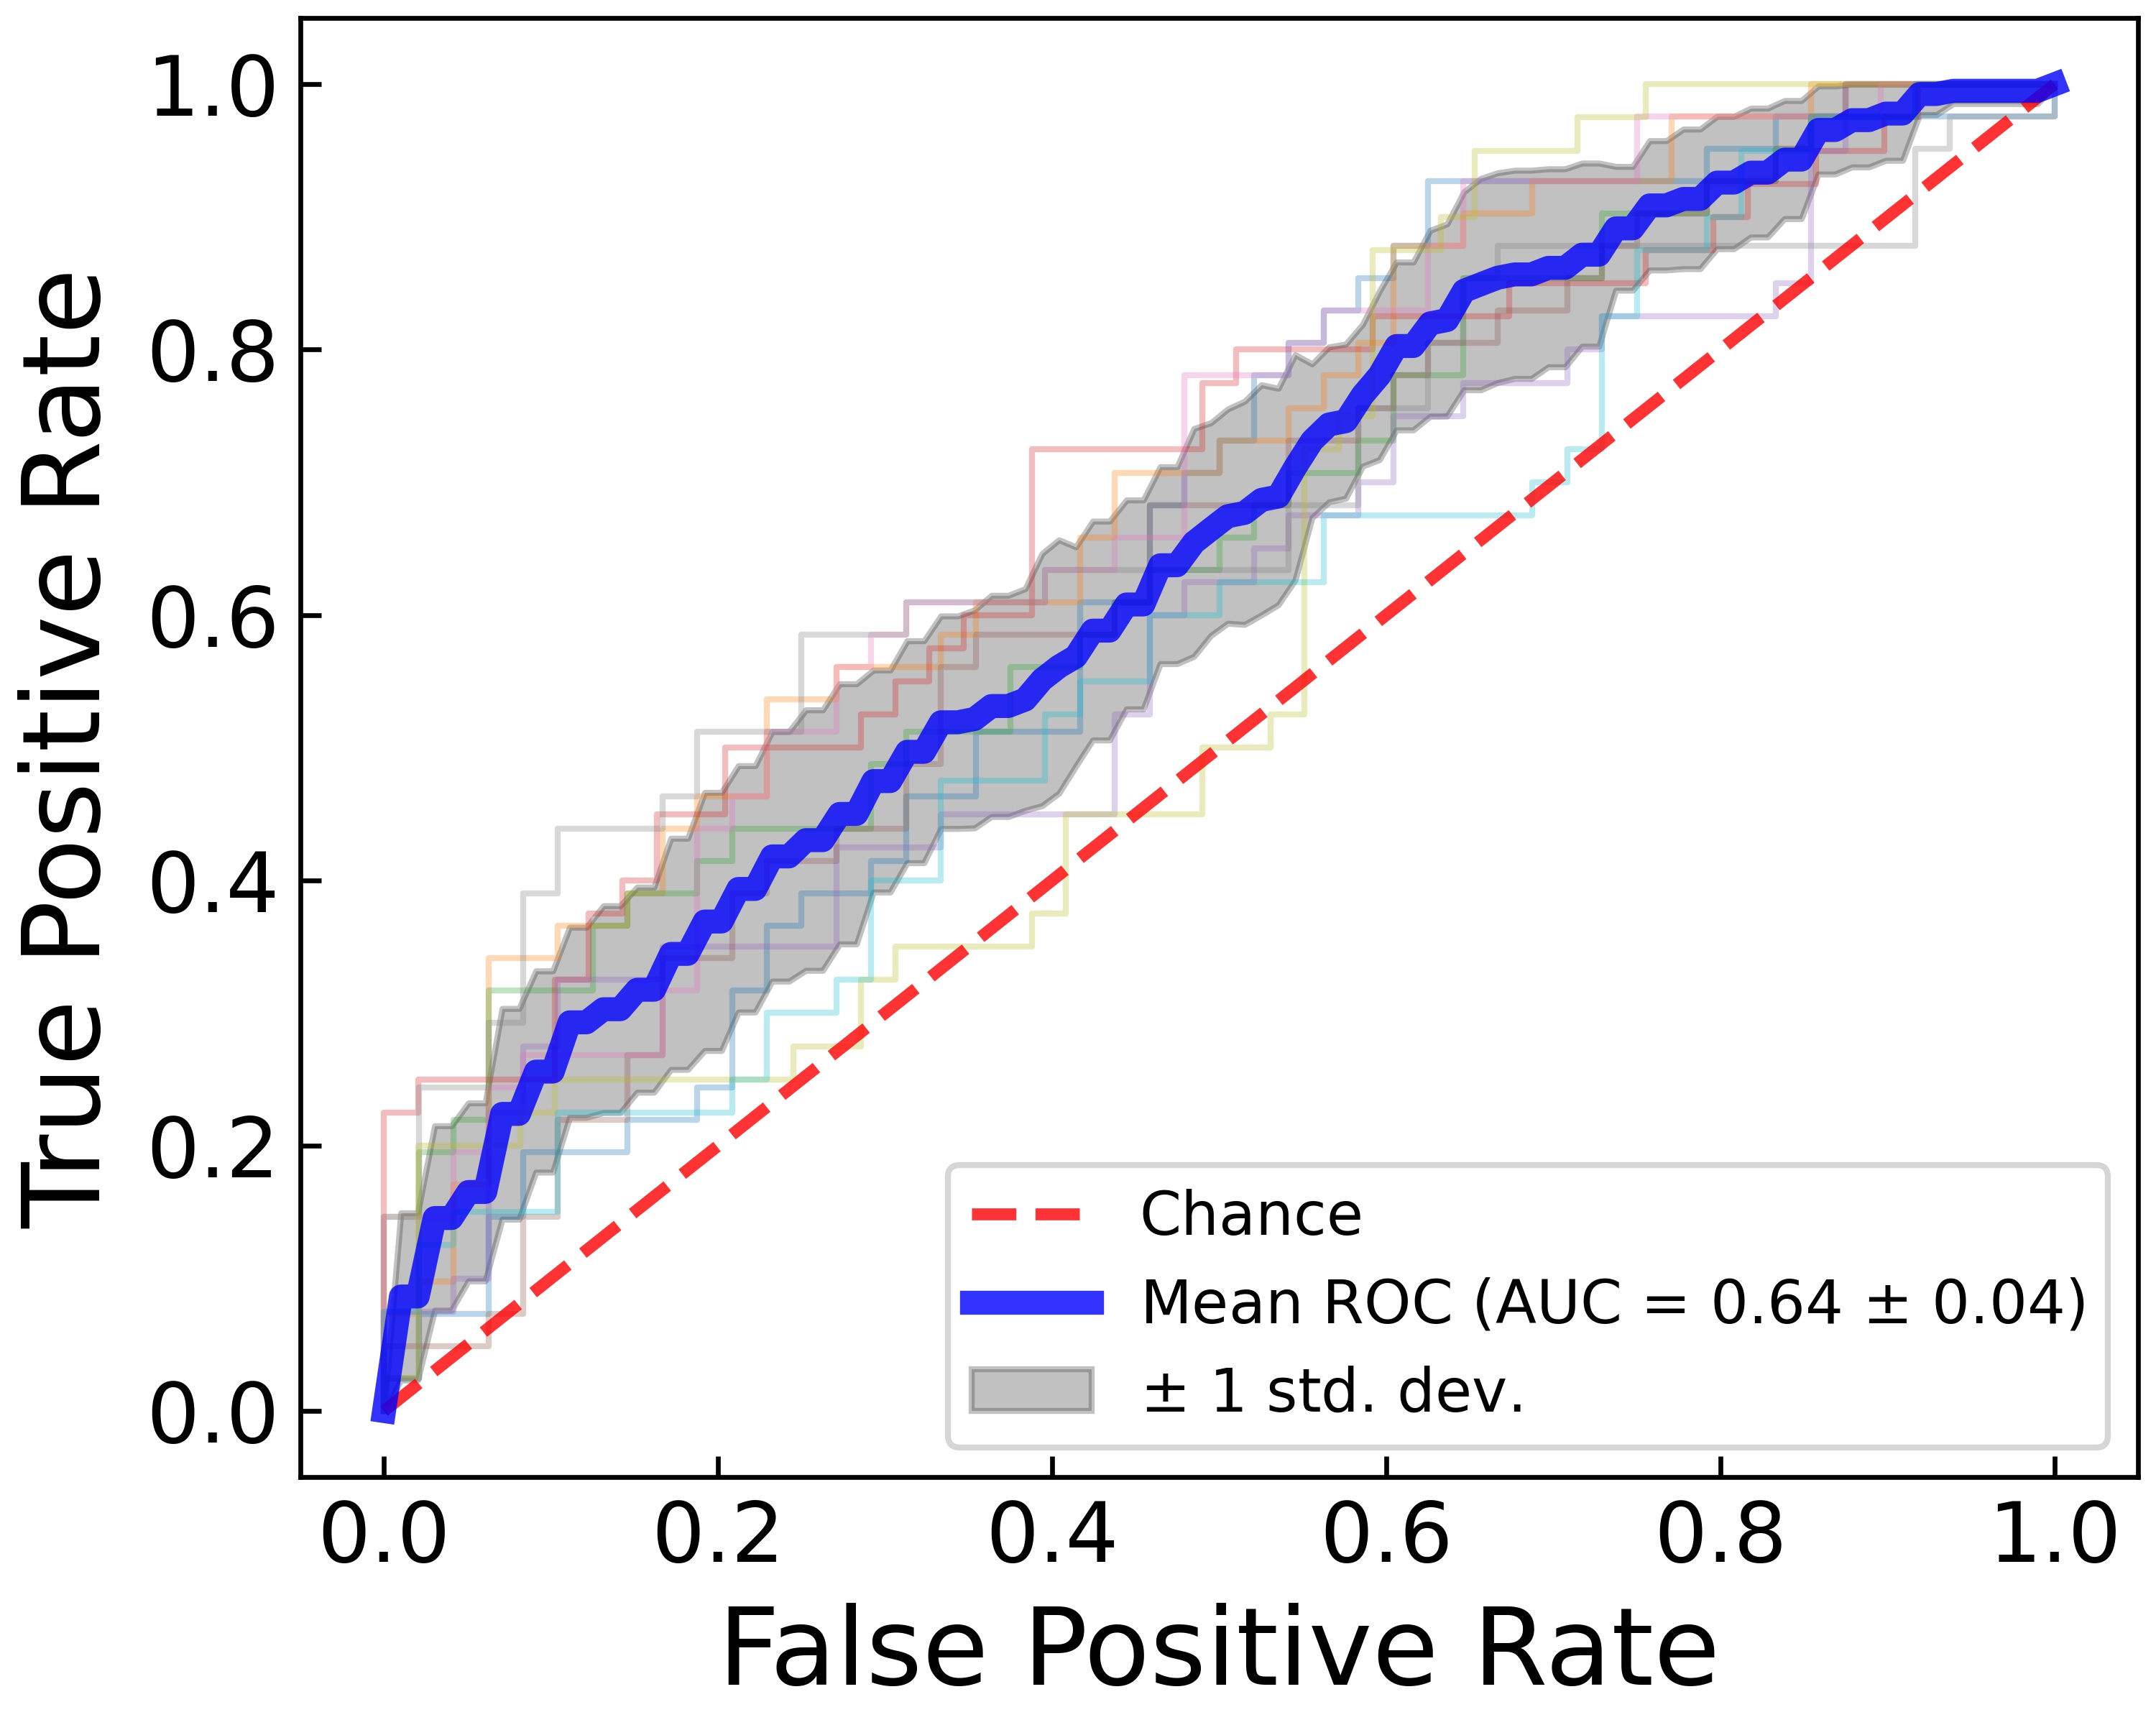 True Positive Rate
1.0
0.8
0.6
0.4
0.2
0.0
Chance
Mean ROC (AUC = 0.64 ± 0.04)
± 1 std. dev.
0.0 0.2 0.4 0.6 0.8 1.0
False Positive Rate